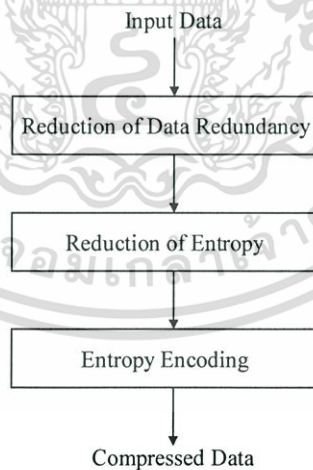 Input Data
Reduction of Data Redundancy
Reduction of Entropy
Entropy Encoding
Compressed Data